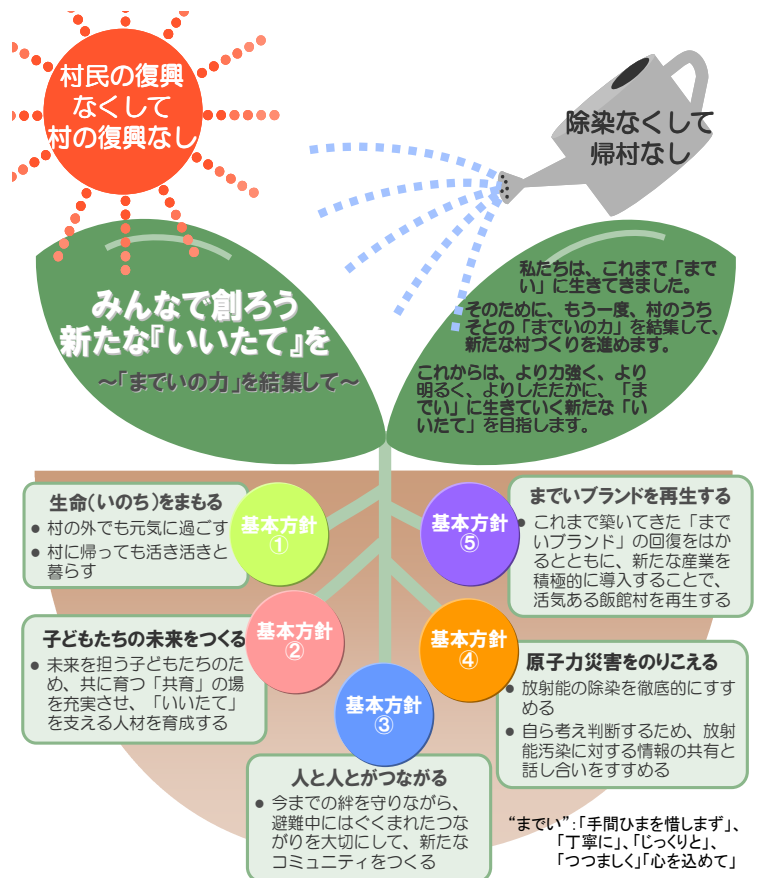 村民の復興
なくして
村の復興なし
除染なくして
帰村なし
みんなで創ろう
新たな『いいたて』を
～「までいの力」を結集して～
私たちは、これまで「まで
い」に生きてきました。
そのために、もう一度、村のうち
そとの「までいの力」を結集して、
新たな村づくりを進めます。
これからは、より力強く、より
明るく、よりしたたかに、「ま
でい」に生きていく新たな「い
いたて」を目指します。
生命（いのち）をまもる
● 村の外でも元気に過ごす
● 村に帰っても活き活きと
暮らす
基本方針
①
子どもたちの未来をつくる
● 未来を担う子どもたちのた
め、共に育つ「共育」の場
を充実させ、「いいたて」
を支える人材を育成する
基本方針
②
基本方針
③
人と人とがつながる
● 今までの絆を守りながら、
避難中にはぐくまれたつな
がりを大切にして、新たな
コミュニティをつくる
基本方針
④
原子力災害をのりこえる
● 放射能の除染を徹底的にすす
める
● 自ら考え判断するため、放射
能汚染に対する情報の共有と
話し合いをすすめる
基本方針
⑤
までいブランドを再生する
● これまで築いてきた「まで
いブランド」の回復をはか
るとともに、新たな産業を
積極的に導入することで、
活気ある飯舘村を再生する
“までい”：「手間ひまを惜しまず」、
「丁寧に」、「じっくりと」、
「つつましく」「心を込めて」